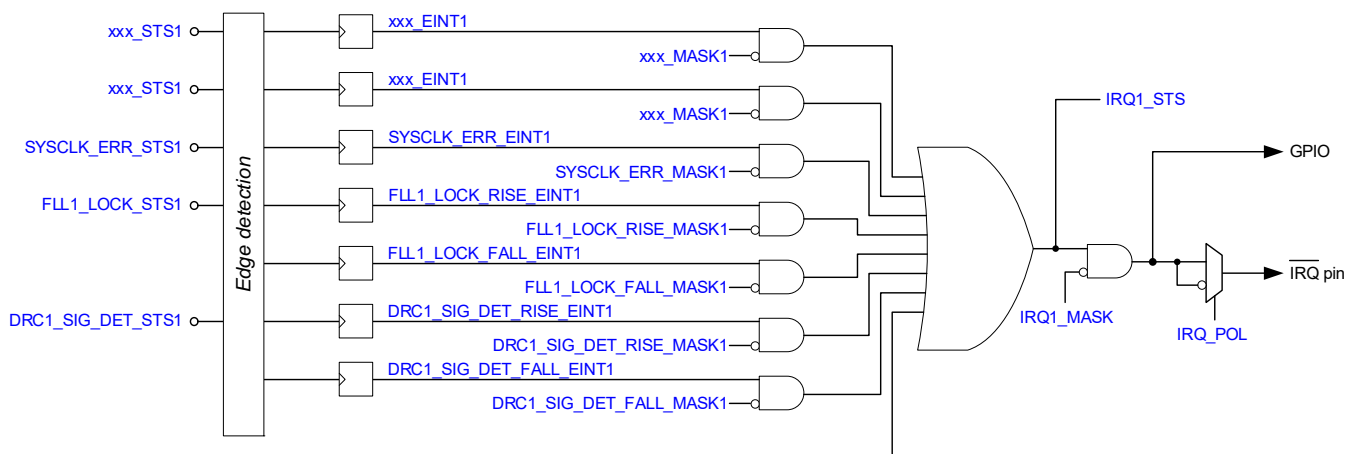 xxx_STS1
xxx_EINT1
xxx_MASK1
xxx_STS1
xxx_EINT1
xxx_MASK1
SYSCLK_ERR_STS1
SYSCLK_ERR_EINT1
SYSCLK_ERR_MASK1
FLL1_LOCK_STS1
FLL1_LOCK_RISE_EINT1
FLL1_LOCK_RISE_MASK1
FLL1_LOCK_FALL_EINT1
FLL1_LOCK_FALL_MASK1
DRC1_SIG_DET_STS1
DRC1_SIG_DET_RISE_EINT1
DRC1_SIG_DET_RISE_MASK1
DRC1_SIG_DET_FALL_EINT1
DRC1_SIG_DET_FALL_MASK1
Edge detection
IRQ1_STS
GPIO
IRQ pin
IRQ1_MASK
IRQ_POL